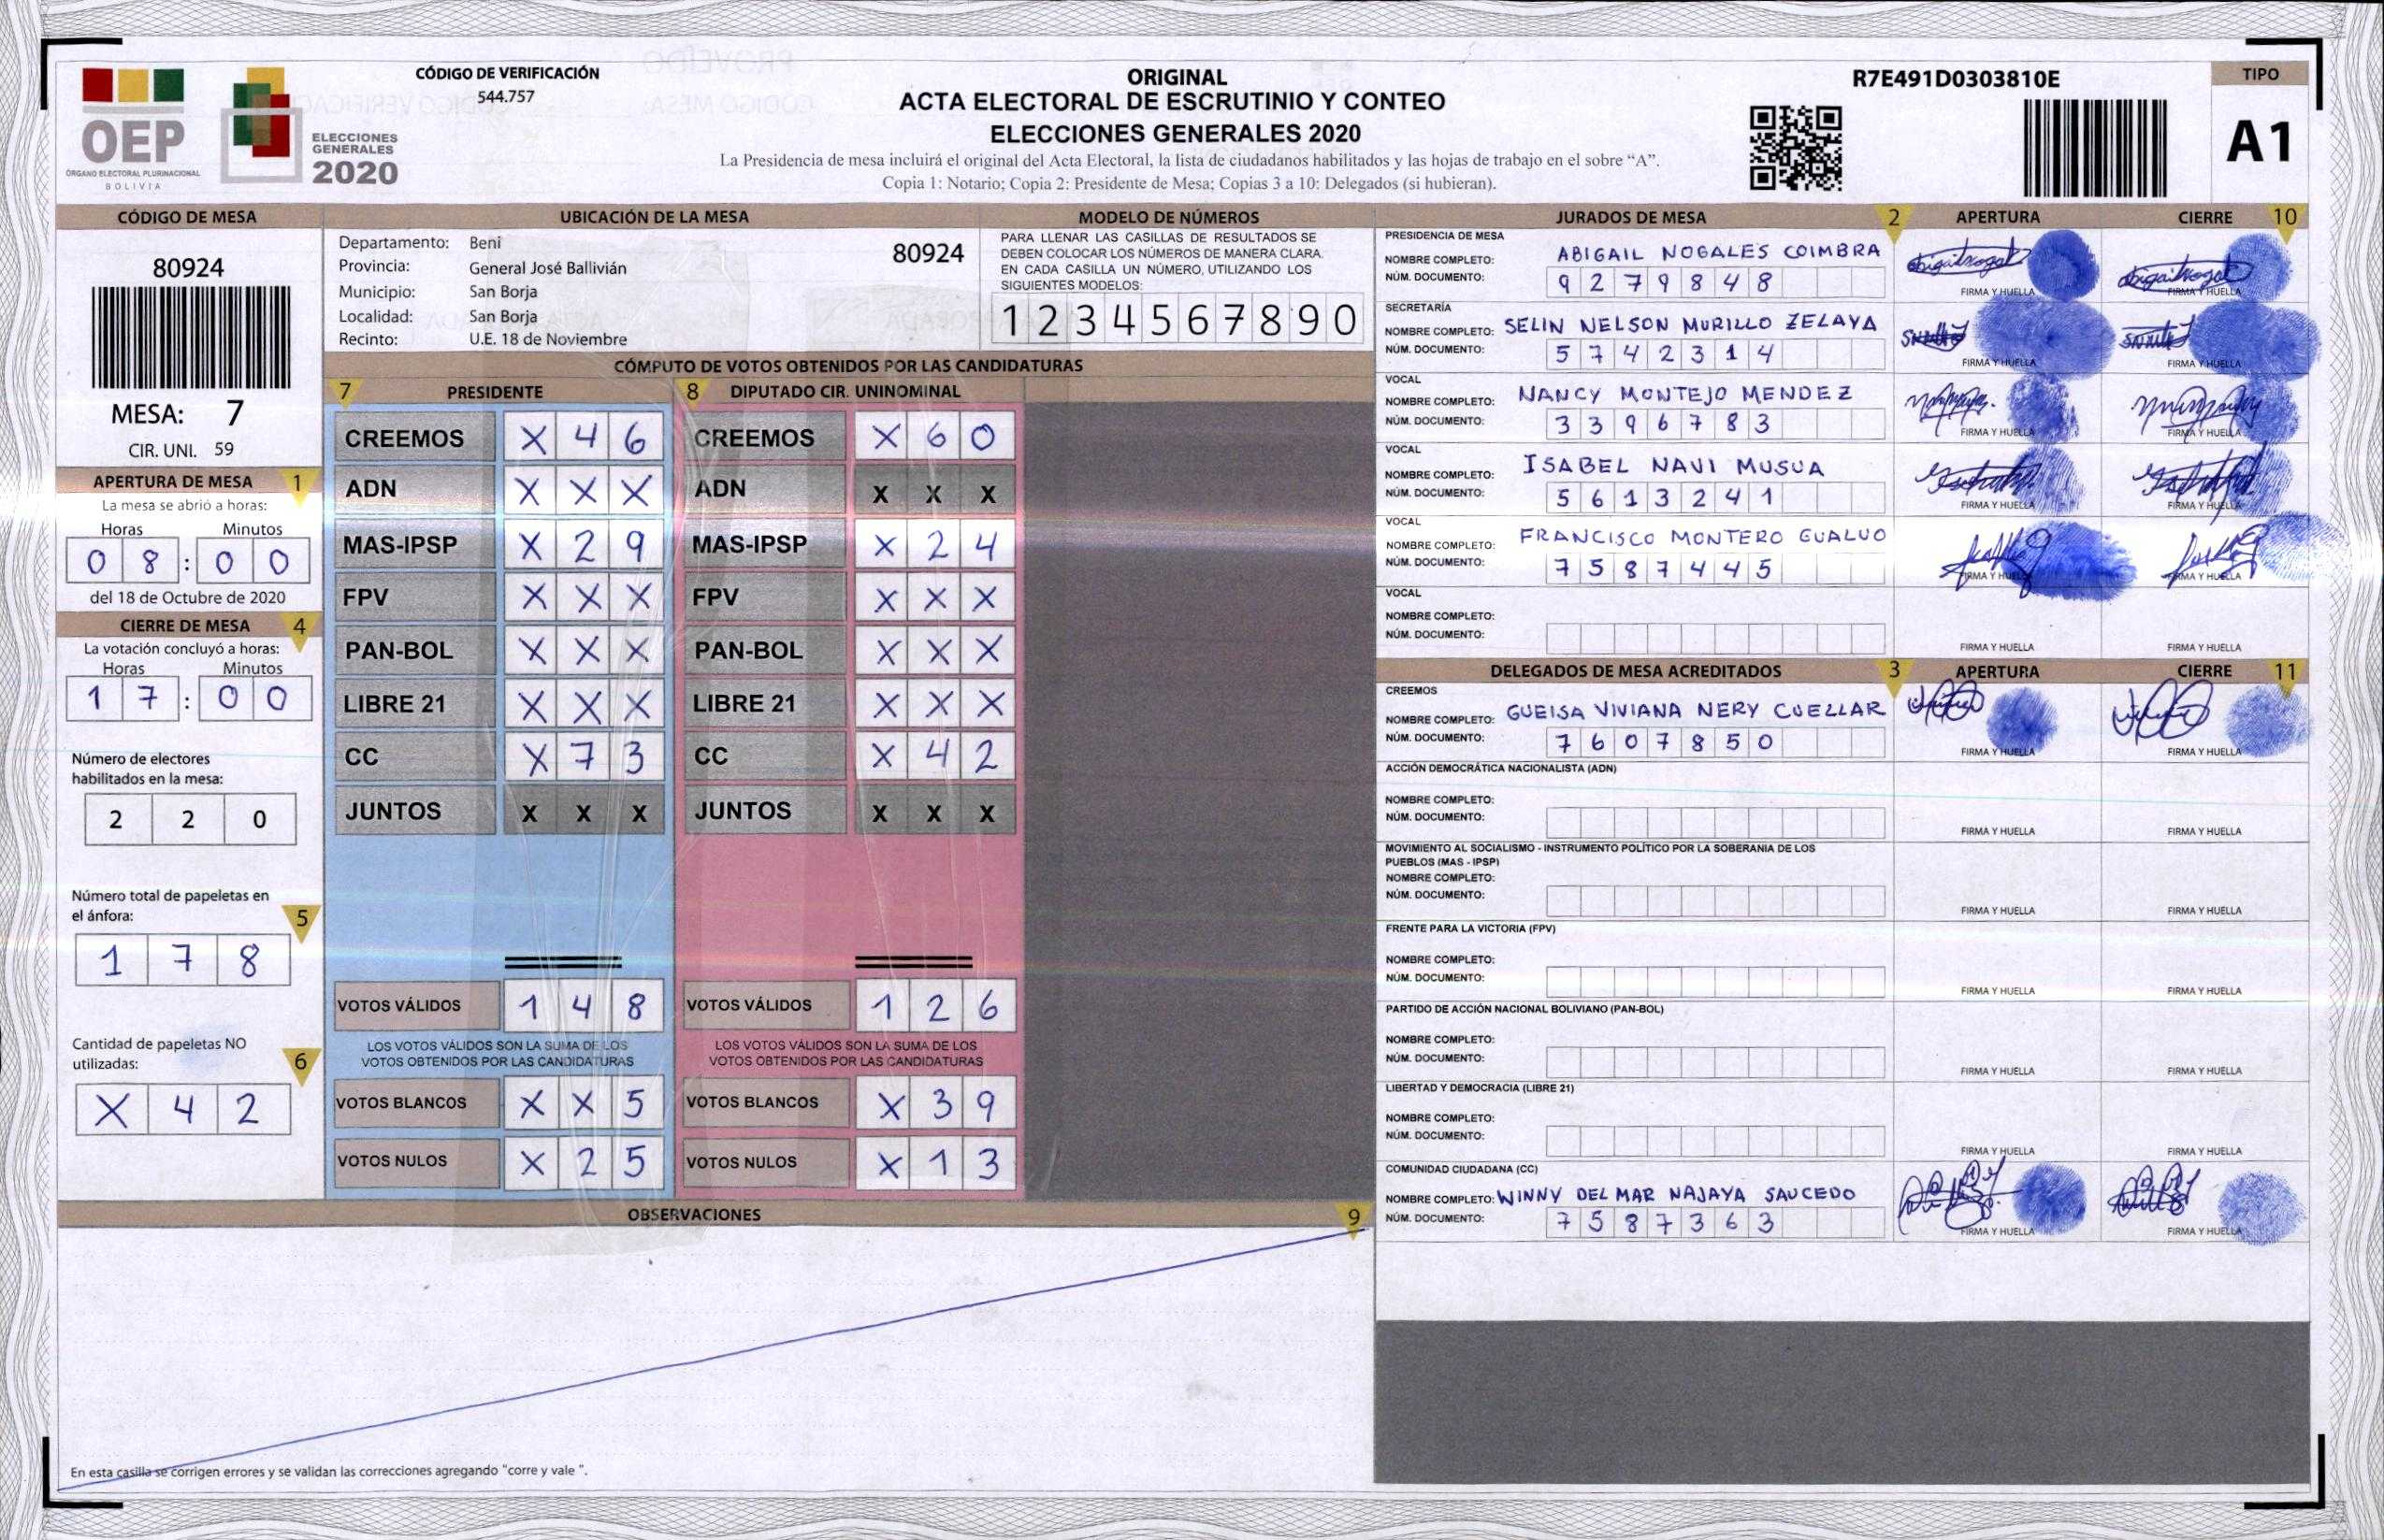 OEP
ÓRGANO ELECTORAL PLURINACIONAL
BOLIVIA
ELECCIONES
GENERALES
2020
CÓDIGO DE VERIFICACIÓN
544.757
ORIGINAL
ACTA ELECTORAL DE ESCRUTINIO Y CONTEO
ELECCIONES GENERALES 2020
La Presidencia de mesa incluirá el original del Acta Electoral, la lista de ciudadanos habilitados y las hojas de trabajo en el sobre “A”.
Copia 1: Notario; Copia 2: Presidente de Mesa; Copias 3 a 10: Delegados (si hubieran).
R7E491D0303810E
TIPO
A1
CÓDIGO DE MESA
80924
MESA: 7
CIR. UNI. 59
APERTURA DE MESA 1
La mesa se abrió a horas:
Horas Minutos
0 8 : 0 0
del 18 de Octubre de 2020
CIERRE DE MESA 4
La votación concluyó a horas:
Horas Minutos
1 7 : 0 0
Número de electores
habilitados en la mesa:
2 2 0
Número total de papeletas en
el ánfora: 5
1 7 8
Cantidad de papeletas NO
utilizadas: 6
X 4 2
UBICACIÓN DE LA MESA
Departamento: Beni 80924
Provincia: General José Ballivián
Municipio: San Borja
Localidad: San Borja
Recinto: U.E. 18 de Noviembre
MODELO DE NÚMEROS
PARA LLENAR LAS CASILLAS DE RESULTADOS SE
DEBEN COLOCAR LOS NÚMEROS DE MANERA CLARA.
EN CADA CASILLA UN NÚMERO, UTILIZANDO LOS
SIGUIENTES MODELOS:
1 2 3 4 5 6 7 8 9 0
CÓMPUTO DE VOTOS OBTENIDOS POR LAS CANDIDATURAS
7 PRESIDENTE 8 DIPUTADO CIR. UNINOMINAL
CREEMOS X 4 6 CREEMOS X 6 0
ADN X X X ADN X X X
MAS-IPSP X 2 9 MAS-IPSP X 2 4
FPV X X X FPV X X X
PAN-BOL X X X PAN-BOL X X X
LIBRE 21 X X X LIBRE 21 X X X
CC X 7 3 CC X 4 2
JUNTOS X X X JUNTOS X X X
VOTOS VÁLIDOS 1 4 8 VOTOS VÁLIDOS 1 2 6
LOS VOTOS VÁLIDOS SON LA SUMA DE LOS LOS VOTOS VÁLIDOS SON LA SUMA DE LOS
VOTOS OBTENIDOS POR LAS CANDIDATURAS VOTOS OBTENIDOS POR LAS CANDIDATURAS
VOTOS BLANCOS X X 5 VOTOS BLANCOS X 3 9
VOTOS NULOS X 2 5 VOTOS NULOS X 1 3
OBSERVACIONES 9
En esta casilla se corrigen errores y se validan las correcciones agregando "corre y vale ".
JURADOS DE MESA 2 APERTURA CIERRE 10
PRESIDENCIA DE MESA
NOMBRE COMPLETO: ABIGAIL NOGALES COIMBRA
NÚM. DOCUMENTO: 9 2 7 9 8 4 8
FIRMA Y HUELLA FIRMA Y HUELLA
SECRETARÍA
NOMBRE COMPLETO: SELIN NELSON MURILLO ZELAYA
NÚM. DOCUMENTO: 5 7 4 2 3 1 4
FIRMA Y HUELLA FIRMA Y HUELLA
VOCAL
NOMBRE COMPLETO: NANCY MONTEJO MENDEZ
NÚM. DOCUMENTO: 3 3 9 6 7 8 3
FIRMA Y HUELLA FIRMA Y HUELLA
VOCAL
NOMBRE COMPLETO: ISABEL NAVI MUSUA
NÚM. DOCUMENTO: 5 6 1 3 2 4 1
FIRMA Y HUELLA FIRMA Y HUELLA
VOCAL
NOMBRE COMPLETO: FRANCISCO MONTERO GUALUO
NÚM. DOCUMENTO: 7 5 8 7 4 4 5
FIRMA Y HUELLA FIRMA Y HUELLA
VOCAL
NOMBRE COMPLETO:
NÚM. DOCUMENTO:
FIRMA Y HUELLA FIRMA Y HUELLA
DELEGADOS DE MESA ACREDITADOS 3 APERTURA CIERRE 11
CREEMOS
NOMBRE COMPLETO: GUEISA VIVIANA NERY CUELLAR
NÚM. DOCUMENTO: 7 6 0 7 8 5 0
FIRMA Y HUELLA FIRMA Y HUELLA
ACCIÓN DEMOCRÁTICA NACIONALISTA (ADN)
NOMBRE COMPLETO:
NÚM. DOCUMENTO:
FIRMA Y HUELLA FIRMA Y HUELLA
MOVIMIENTO AL SOCIALISMO - INSTRUMENTO POLÍTICO POR LA SOBERANIA DE LOS
PUEBLOS (MAS - IPSP)
NOMBRE COMPLETO:
NÚM. DOCUMENTO:
FIRMA Y HUELLA FIRMA Y HUELLA
FRENTE PARA LA VICTORIA (FPV)
NOMBRE COMPLETO:
NÚM. DOCUMENTO:
FIRMA Y HUELLA FIRMA Y HUELLA
PARTIDO DE ACCIÓN NACIONAL BOLIVIANO (PAN-BOL)
NOMBRE COMPLETO:
NÚM. DOCUMENTO:
FIRMA Y HUELLA FIRMA Y HUELLA
LIBERTAD Y DEMOCRACIA (LIBRE 21)
NOMBRE COMPLETO:
NÚM. DOCUMENTO:
FIRMA Y HUELLA FIRMA Y HUELLA
COMUNIDAD CIUDADANA (CC)
NOMBRE COMPLETO: WINNY DEL MAR NAJAYA SAUCEDO
NÚM. DOCUMENTO: 7 5 8 7 3 6 3
FIRMA Y HUELLA FIRMA Y HUELLA